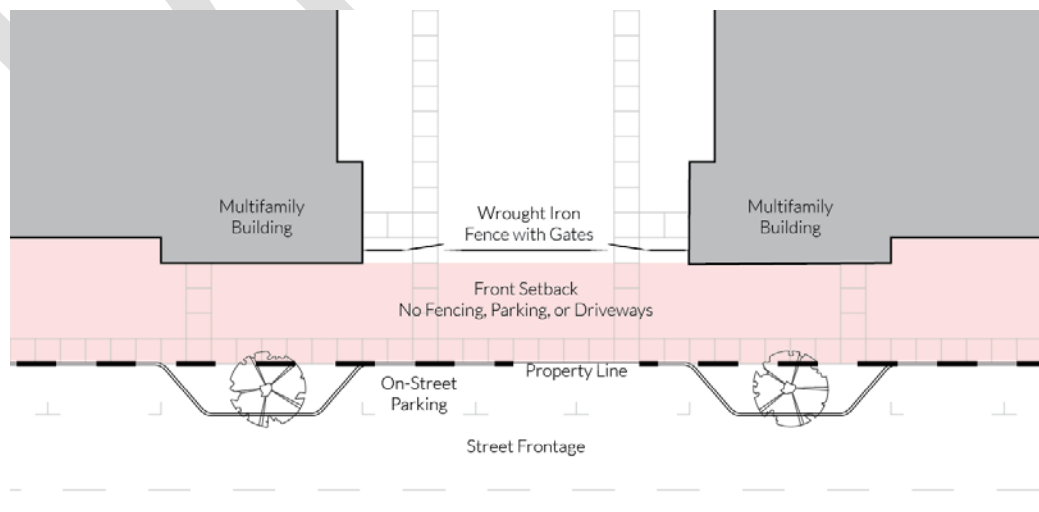 Multifamily
Building
Wrought Iron
Fence with Gates
Multifamily
Building
Front Setback
No Fencing, Parking, or Driveways
Property Line
On-Street
Parking
Street Frontage